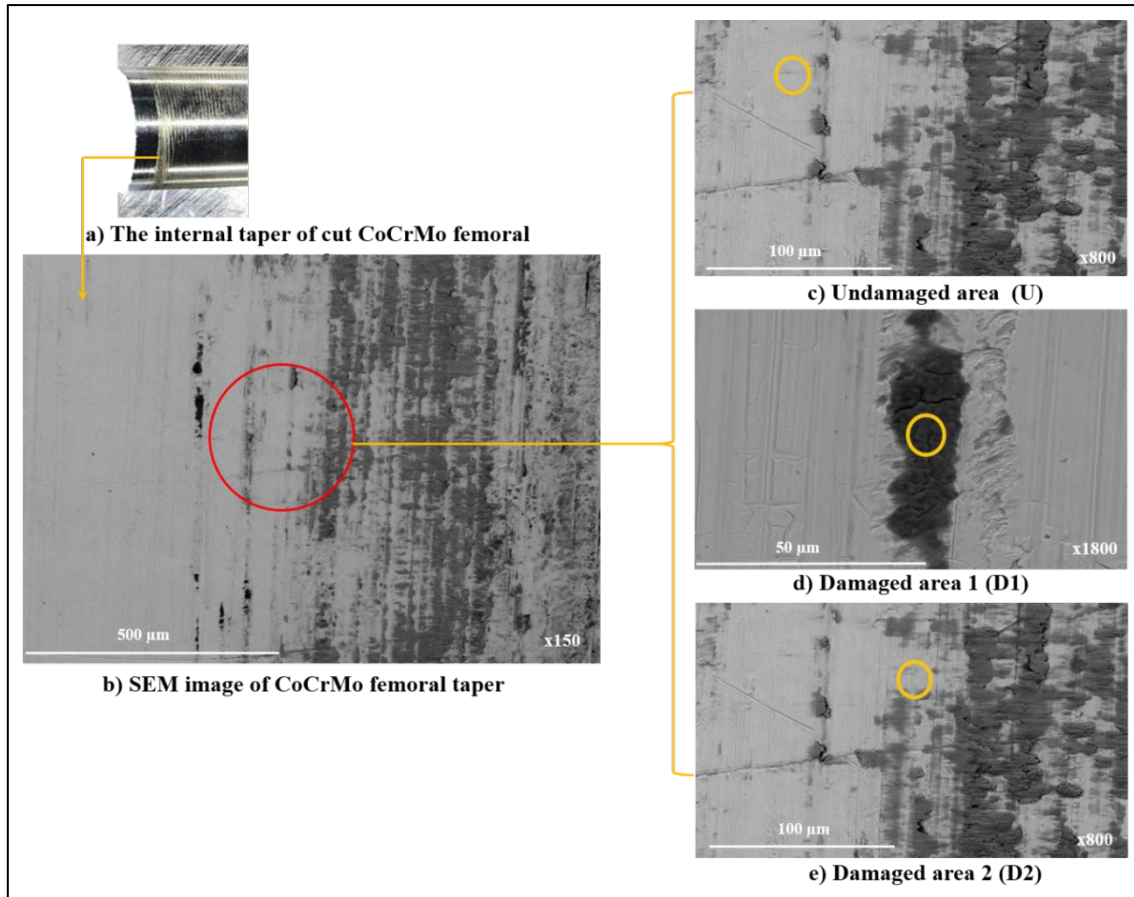 a) The internal taper of cut CoCrMo femoral
500 µm
x150
b) SEM image of CoCrMo femoral taper
100 µm
x800
c) Undamaged area (U)
50 µm
x1800
d) Damaged area 1 (D1)
100 µm
x800
e) Damaged area 2 (D2)